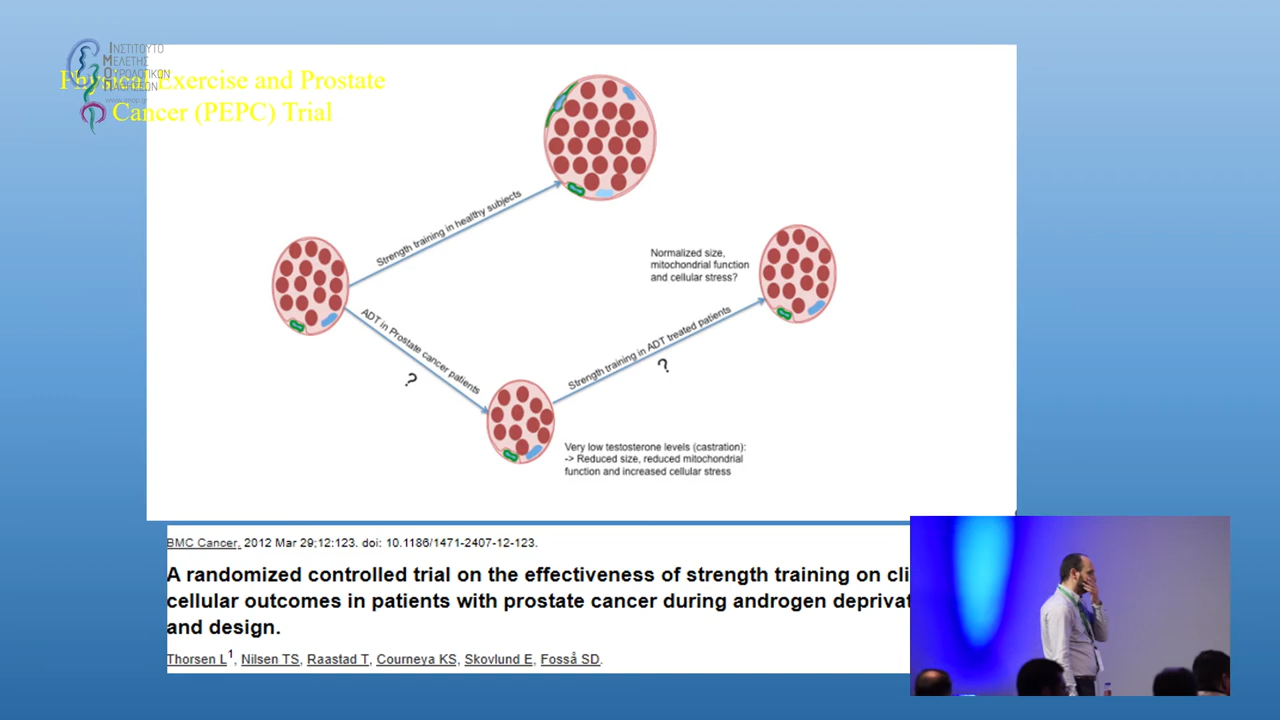 ΙΝΣΤΙΤΟΥΤΟ
ΜΕΛΕΤΗΣ
ΟΥΡΟΛΟΓΙΚΩΝ
Physical Exercise and Prostate
Cancer (PEPC) Trial
Strength training in healthy subjects
Normalized size,
mitochondrial function
and cellular stress?
ADT in Prostate cancer patients
?
Strength training in ADT treated patients
?
Very low testosterone levels (castration):
-> Reduced size, reduced mitochondrial
function and increased cellular stress
BMC Cancer. 2012 Mar 29;12:123. doi: 10.1186/1471-2407-12-123.
A randomized controlled trial on the effectiveness of strength training on cli
cellular outcomes in patients with prostate cancer during androgen deprivat
and design.
Thorsen L1, Nilsen TS, Raastad T, Courneya KS, Skovlund E, Fosså SD.